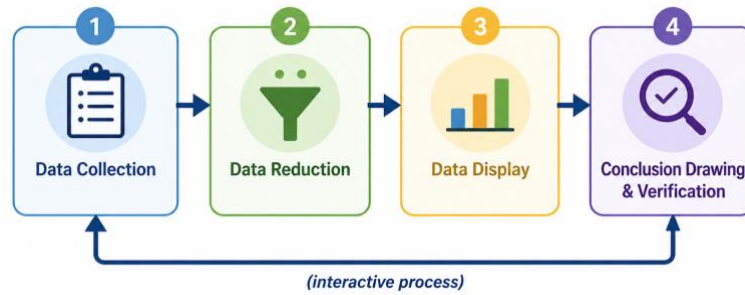 1
2
3
4
Data Collection
Data Reduction
Data Display
Conclusion Drawing
& Verification
(interactive process)